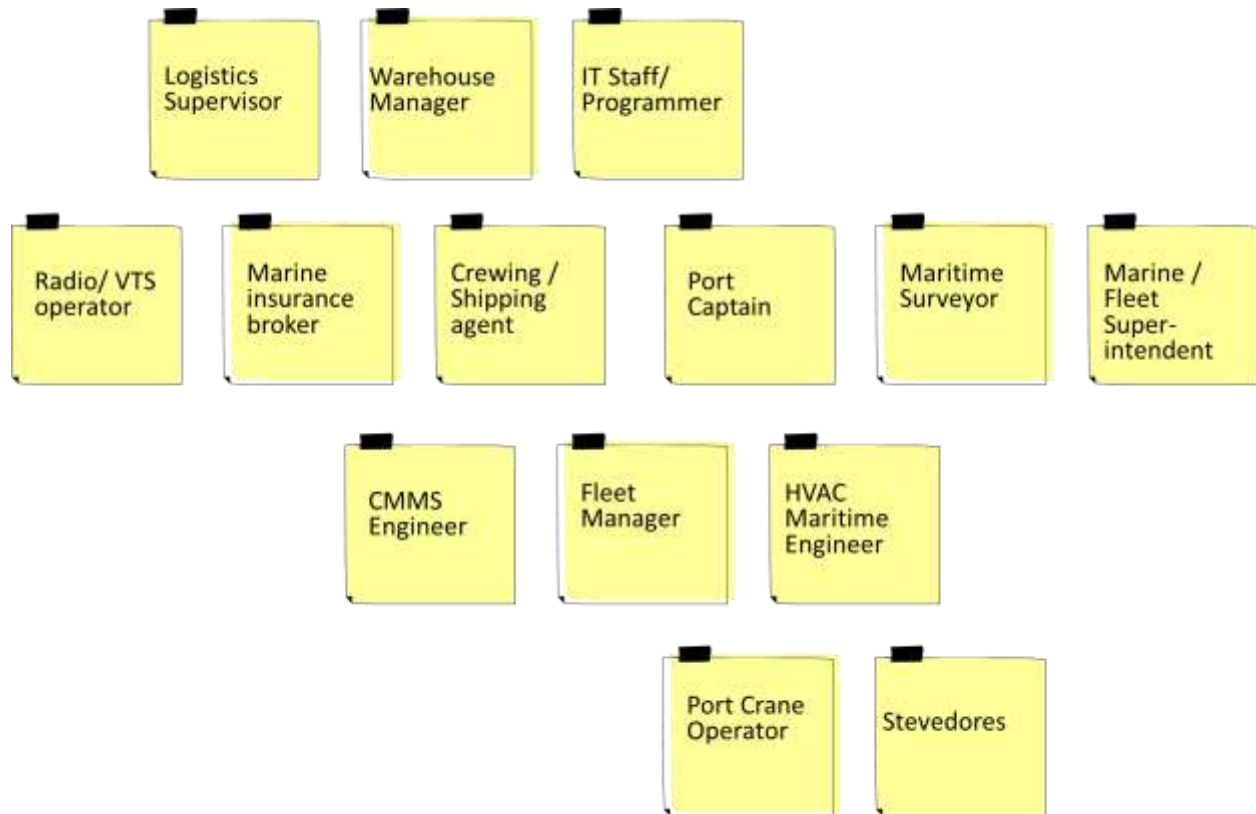 Logistics
Supervisor
Warehouse
Manager
IT Staff/
Programmer
Radio/ VTS
operator
Marine
insurance
broker
Crewing /
Shipping
agent
Port
Captain
Maritime
Surveyor
Marine /
Fleet
Super-
intendent
CMMS
Engineer
Fleet
Manager
HVAC
Maritime
Engineer
Port Crane
Operator
Stevedores